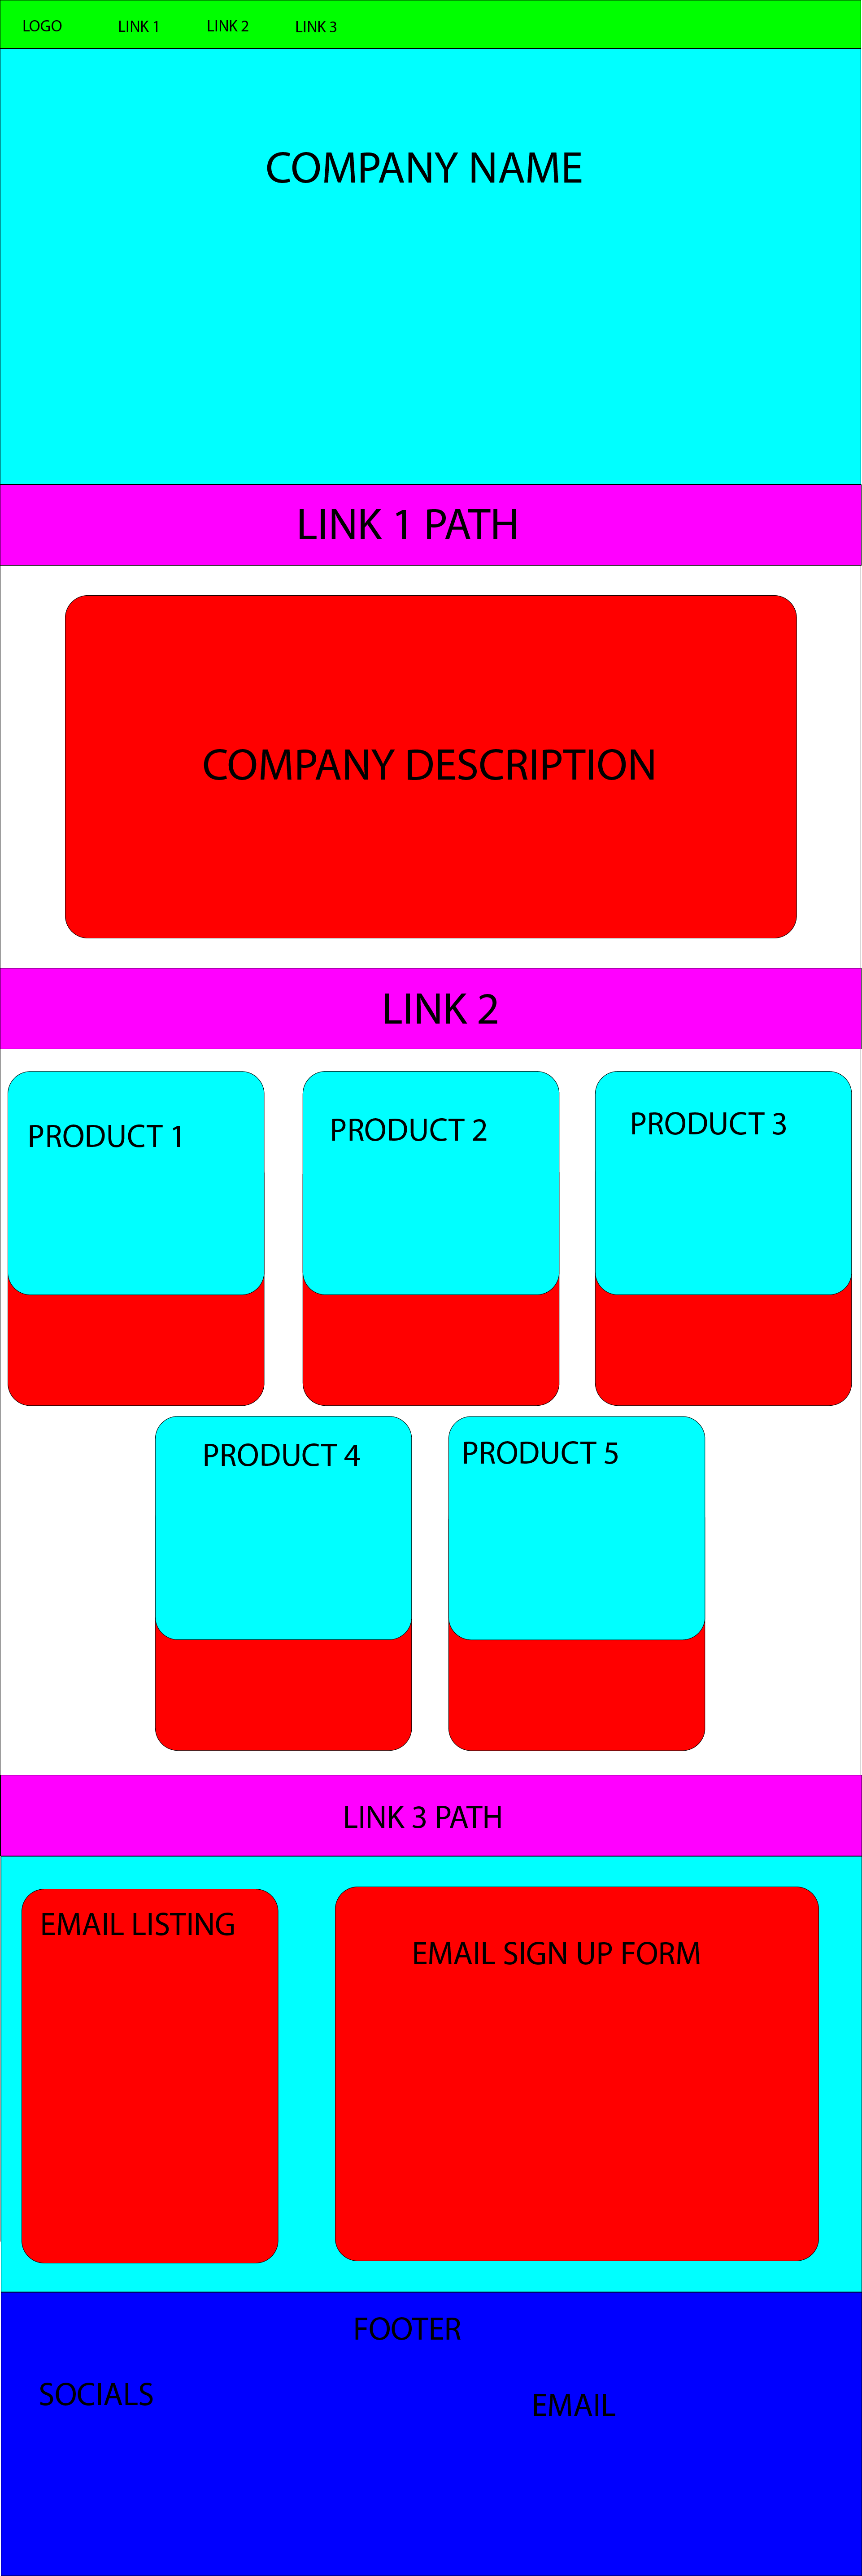 LOGO
LINK 1
LINK 2
LINK 3
COMPANY NAME
LINK 1 PATH
COMPANY DESCRIPTION
LINK 2
PRODUCT 1
PRODUCT 2
PRODUCT 3
PRODUCT 4
PRODUCT 5
LINK 3 PATH
EMAIL LISTING
EMAIL SIGN UP FORM
FOOTER
SOCIALS
EMAIL